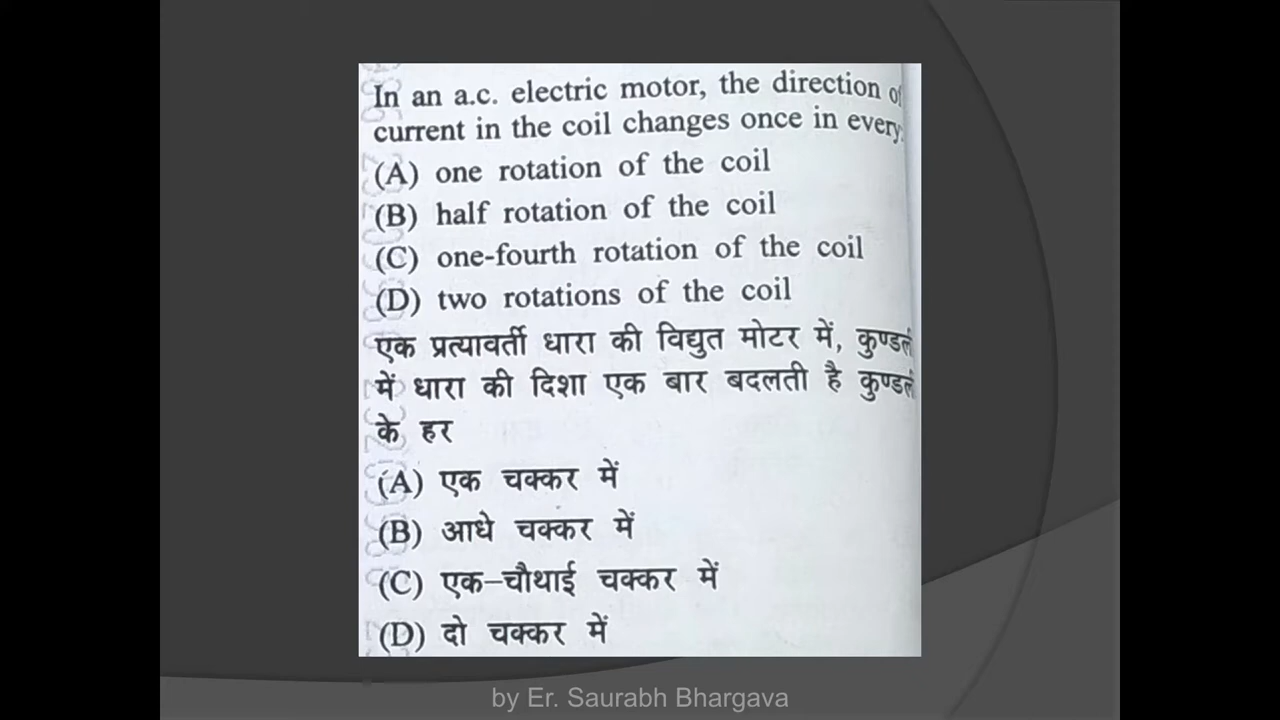 In an a.c. electric motor, the direction of
current in the coil changes once in every:
(A) one rotation of the coil
(B) half rotation of the coil
(C) one-fourth rotation of the coil
(D) two rotations of the coil
एक प्रत्यावर्ती धारा की विद्युत मोटर में, कुण्डली
में धारा की दिशा एक बार बदलती है कुण्डली
के हर
(A) एक चक्कर में
(B) आधे चक्कर में
(C) एक–चौथाई चक्कर में
(D) दो चक्कर में
by Er. Saurabh Bhargava